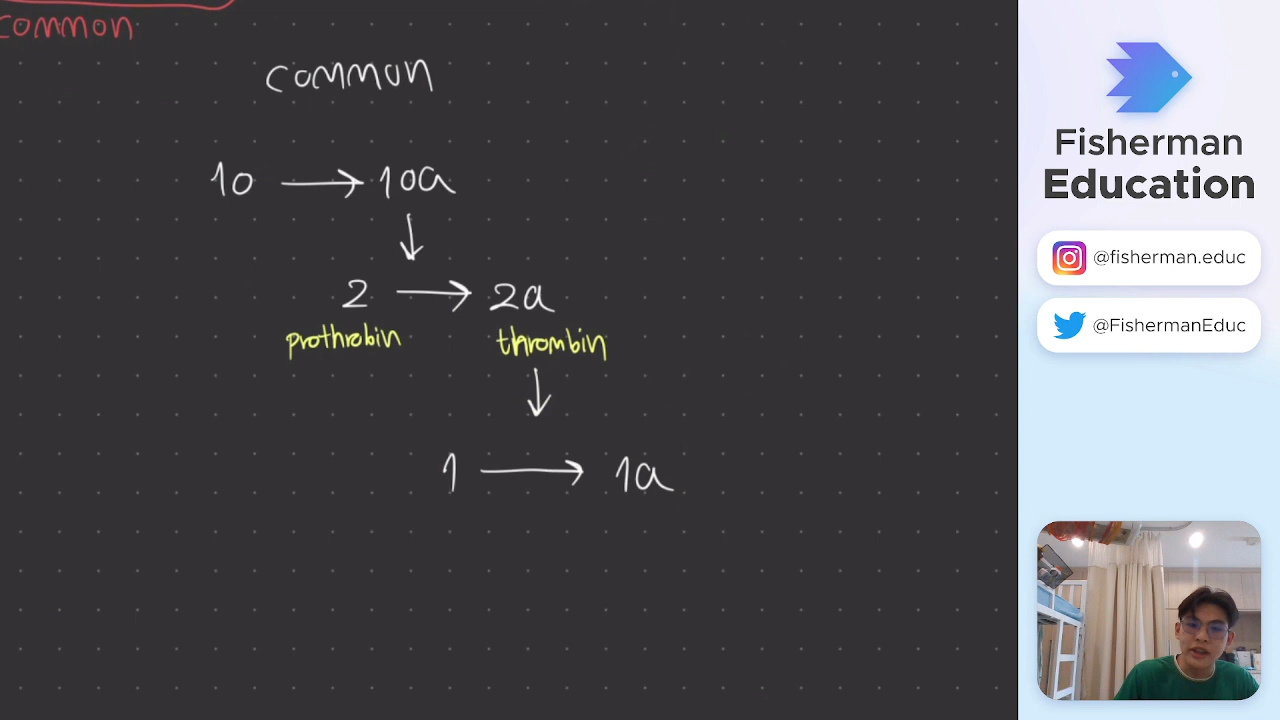 common
common
10 → 10a
↓
2 → 2a
prothrobin thrombin
↓
1 → 1a
Fisherman
Education
@fisherman.educ
@FishermanEduc